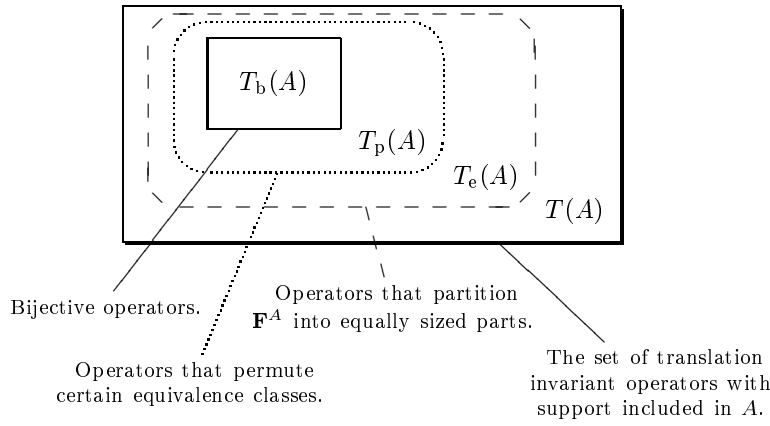 T_b(A)
T_p(A)
T_e(A)
T(A)
Bijective operators.
Operators that partition
F^A into equally sized parts.
Operators that permute
certain equivalence classes.
The set of translation
invariant operators with
support included in A.